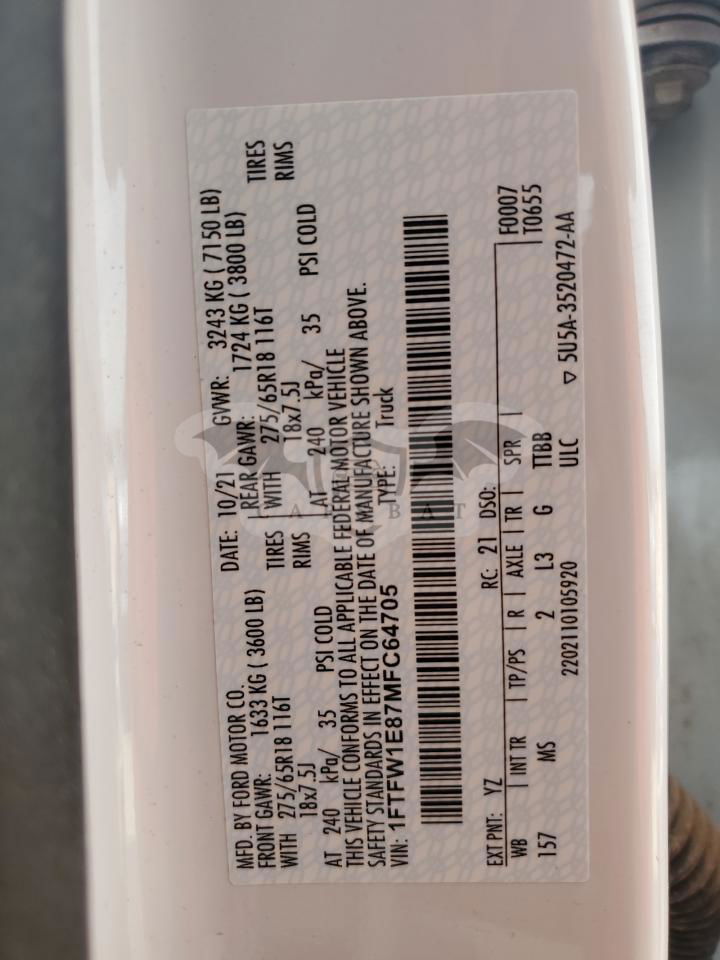 MFD. BY FORD MOTOR CO. DATE: 10/21 GVWR: 3243 KG ( 7150 LB)
FRONT GAWR: 1633 KG ( 3600 LB) REAR GAWR: 1724 KG ( 3800 LB)
WITH 275/65R18 116T TIRES WITH 275/65R18 116T TIRES
18x7.5J RIMS 18x7.5J RIMS
AT 240 kPa/ 35 PSI COLD AT 240 kPa/ 35 PSI COLD
THIS VEHICLE CONFORMS TO ALL APPLICABLE FEDERAL MOTOR VEHICLE
SAFETY STANDARDS IN EFFECT ON THE DATE OF MANUFACTURE SHOWN ABOVE.
VIN: 1FTFW1E87MFC64705 TYPE: Truck
EXT PNT: YZ RC: 21 DSO: F0007
WB INT TR TP/PS R AXLE TR SPR T0655
157 MS 2 L3 G TTBB
2202110105920 ULC ▽ 5U5A-3520472-AA